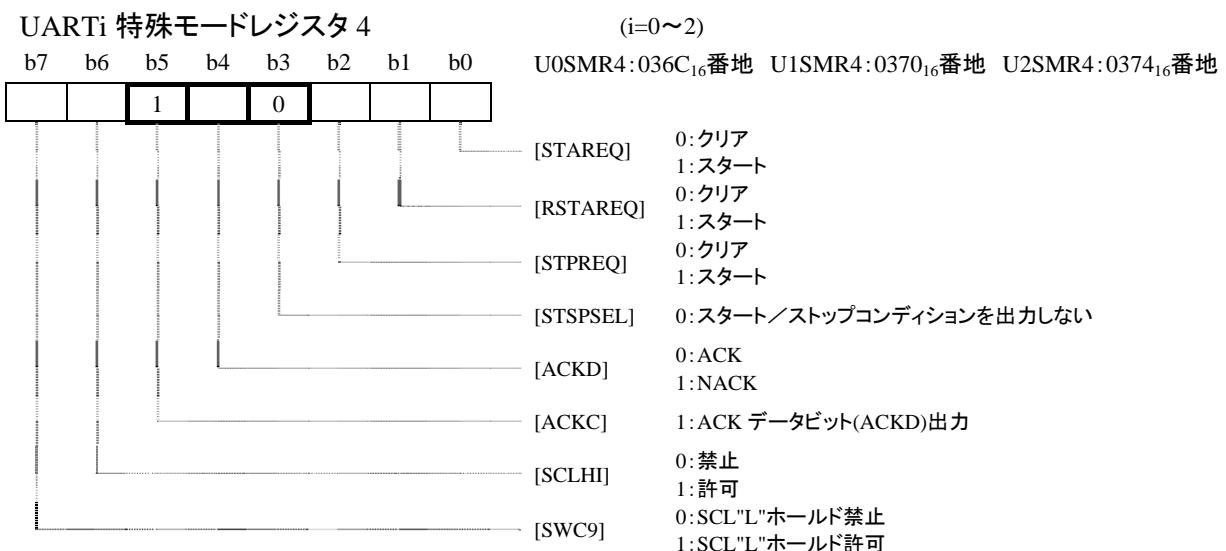 UARTi 特殊モードレジスタ 4 (i=0～2)
b7 b6 b5 b4 b3 b2 b1 b0 U0SMR4:036C₁₆番地 U1SMR4:0370₁₆番地 U2SMR4:0374₁₆番地
1 0
[STAREQ] 0:クリア
1:スタート
[RSTAREQ] 0:クリア
1:スタート
[STPREQ] 0:クリア
1:スタート
[STSPSEL] 0:スタート／ストップコンディションを出力しない
[ACKD] 0:ACK
1:NACK
[ACKC] 1:ACK データビット(ACKD)出力
[SCLHI] 0:禁止
1:許可
[SWC9] 0:SCL"L"ホールド禁止
1:SCL"L"ホールド許可